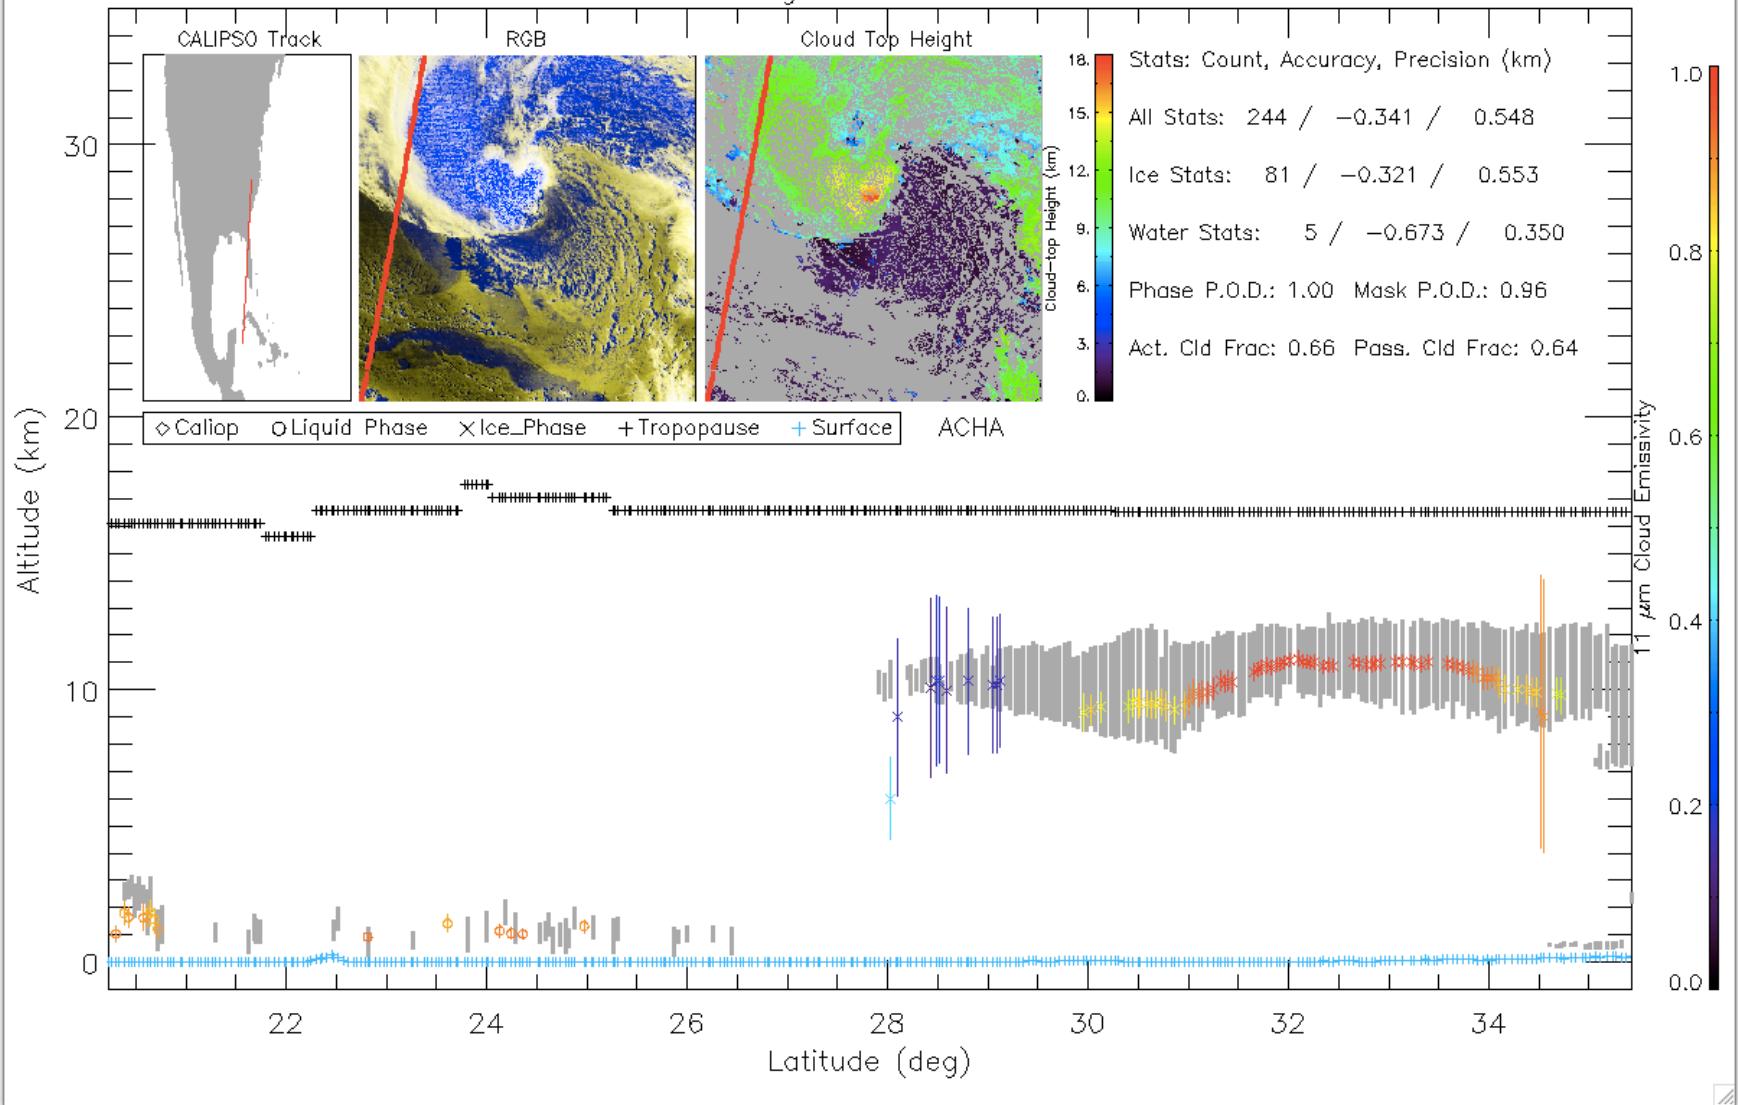 CALIPSO Track
RGB
Cloud Top Height
18.
15.
12.
9.
6.
3.
0.
Cloud-top Height (km)
Stats: Count, Accuracy, Precision (km)
All Stats: 244 / -0.341 / 0.548
Ice Stats: 81 / -0.321 / 0.553
Water Stats: 5 / -0.673 / 0.350
Phase P.O.D.: 1.00 Mask P.O.D.: 0.96
Act. Cld Frac: 0.66 Pass. Cld Frac: 0.64
Caliop Liquid Phase Ice_Phase Tropopause Surface ACHA
30
20
10
0
Altitude (km)
22 24 26 28 30 32 34
Latitude (deg)
11 μm Cloud Emissivity
1.0
0.8
0.6
0.4
0.2
0.0